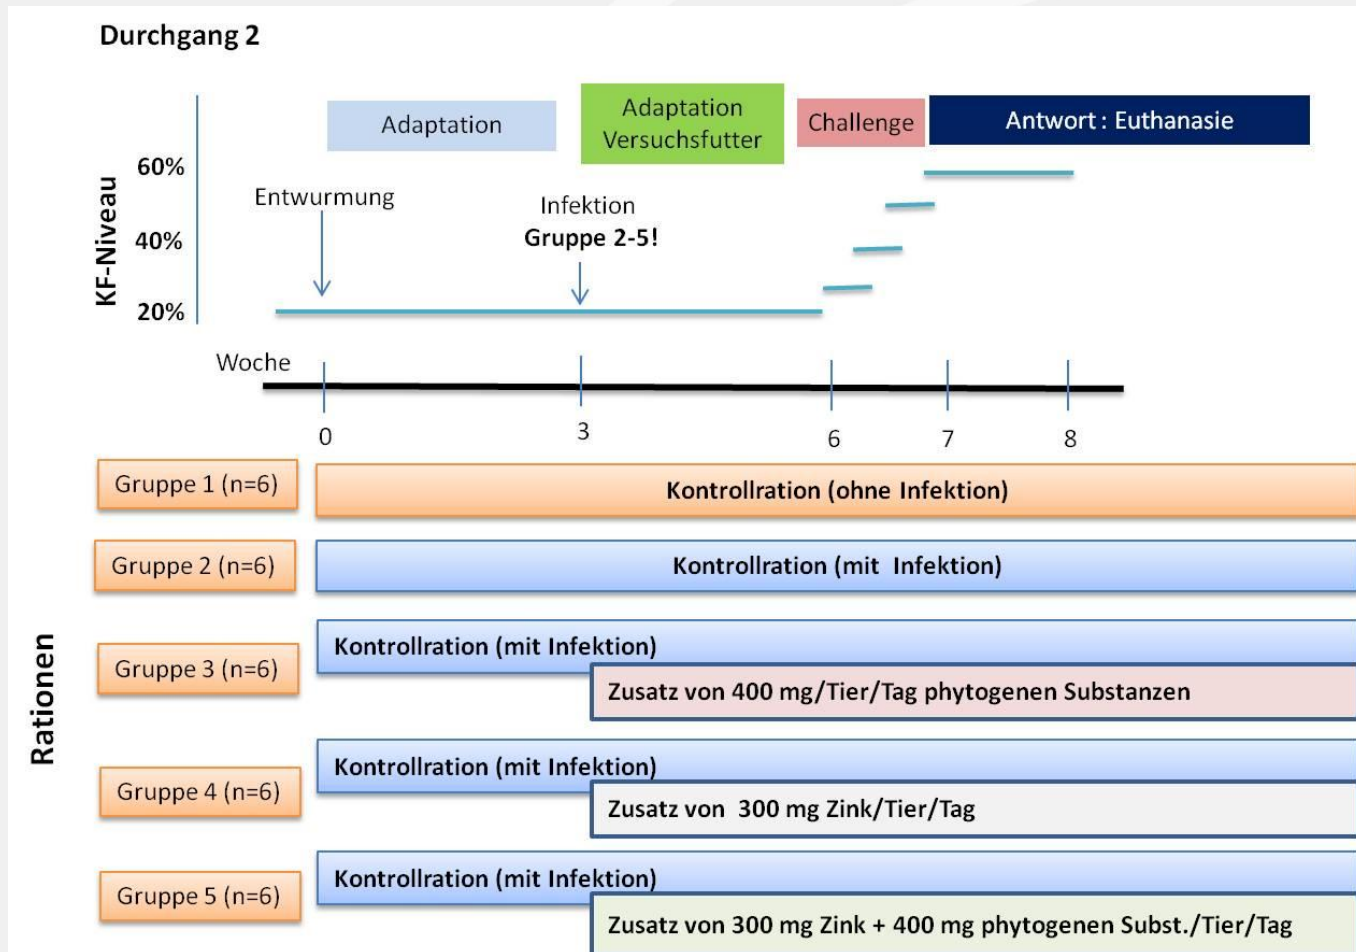 Durchgang 2
Adaptation
Adaptation
Versuchsfutter
Challenge
Antwort : Euthanasie
KF-Niveau
60%
40%
20%
Entwurmung
Infektion
Gruppe 2-5!
Woche
0
3
6
7
8
Rationen
Gruppe 1 (n=6)
Kontrollration (ohne Infektion)
Gruppe 2 (n=6)
Kontrollration (mit Infektion)
Gruppe 3 (n=6)
Kontrollration (mit Infektion)
Zusatz von 400 mg/Tier/Tag phytogenen Substanzen
Gruppe 4 (n=6)
Kontrollration (mit Infektion)
Zusatz von 300 mg Zink/Tier/Tag
Gruppe 5 (n=6)
Kontrollration (mit Infektion)
Zusatz von 300 mg Zink + 400 mg phytogenen Subst./Tier/Tag